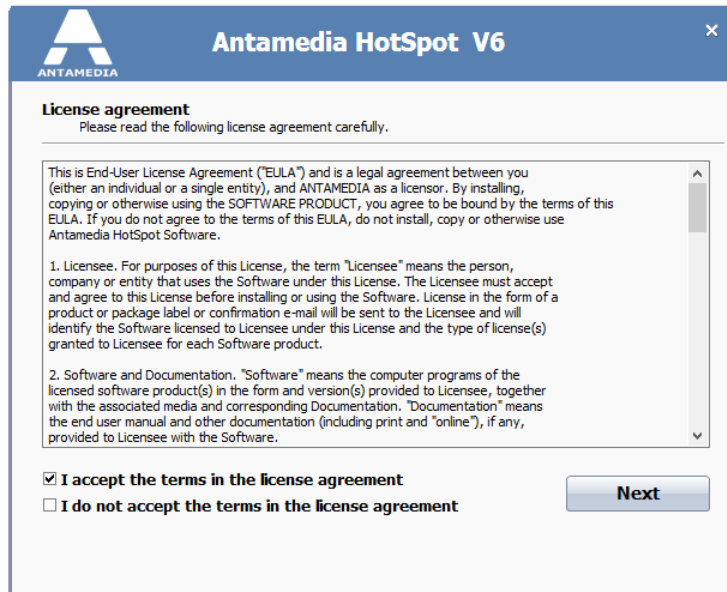 Antamedia HotSpot V6
ANTAMEDIA
License agreement
Please read the following license agreement carefully.
This is End-User License Agreement ("EULA") and is a legal agreement between you
(either an individual or a single entity), and ANTAMEDIA as a licensor. By installing,
copying or otherwise using the SOFTWARE PRODUCT, you agree to be bound by the terms of this
EULA. If you do not agree to the terms of this EULA, do not install, copy or otherwise use
Antamedia HotSpot Software.
1. Licensee. For purposes of this License, the term "Licensee" means the person,
company or entity that uses the Software under this License. The Licensee must accept
and agree to this License before installing or using the Software. License in the form of a
product or package label or confirmation e-mail will be sent to the Licensee and will
identify the Software licensed to Licensee under this License and the type of license(s)
granted to Licensee for each Software product.
2. Software and Documentation. "Software" means the computer programs of the
licensed software product(s) in the form and version(s) provided to Licensee, together
with the associated media and corresponding Documentation. "Documentation" means
the end user manual and other documentation (including print and "online"), if any,
provided to Licensee with the Software.
I accept the terms in the license agreement
I do not accept the terms in the license agreement
Next